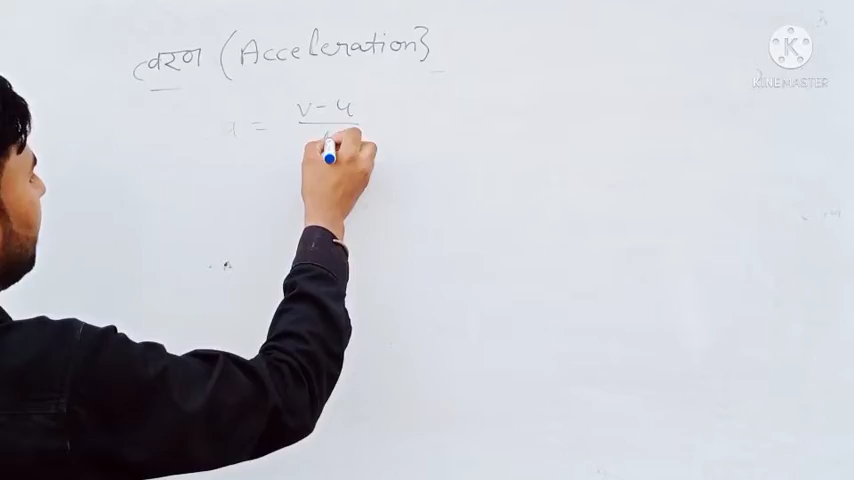 त्वरण (Acceleration}
KINEMASTER
a = v - u